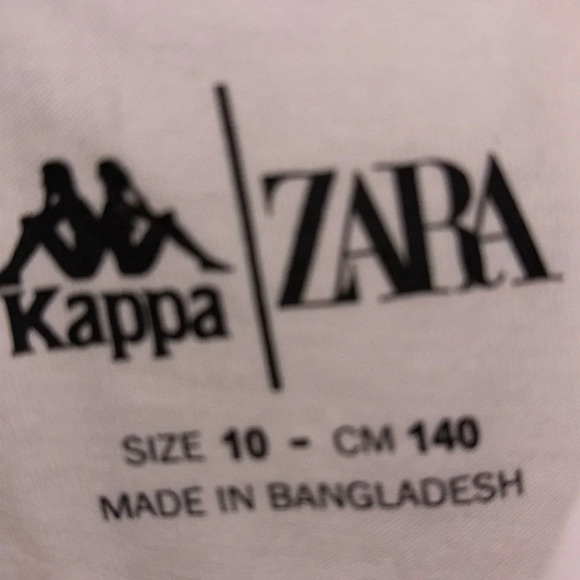 Kappa | ZARA
SIZE 10 - CM 140
MADE IN BANGLADESH